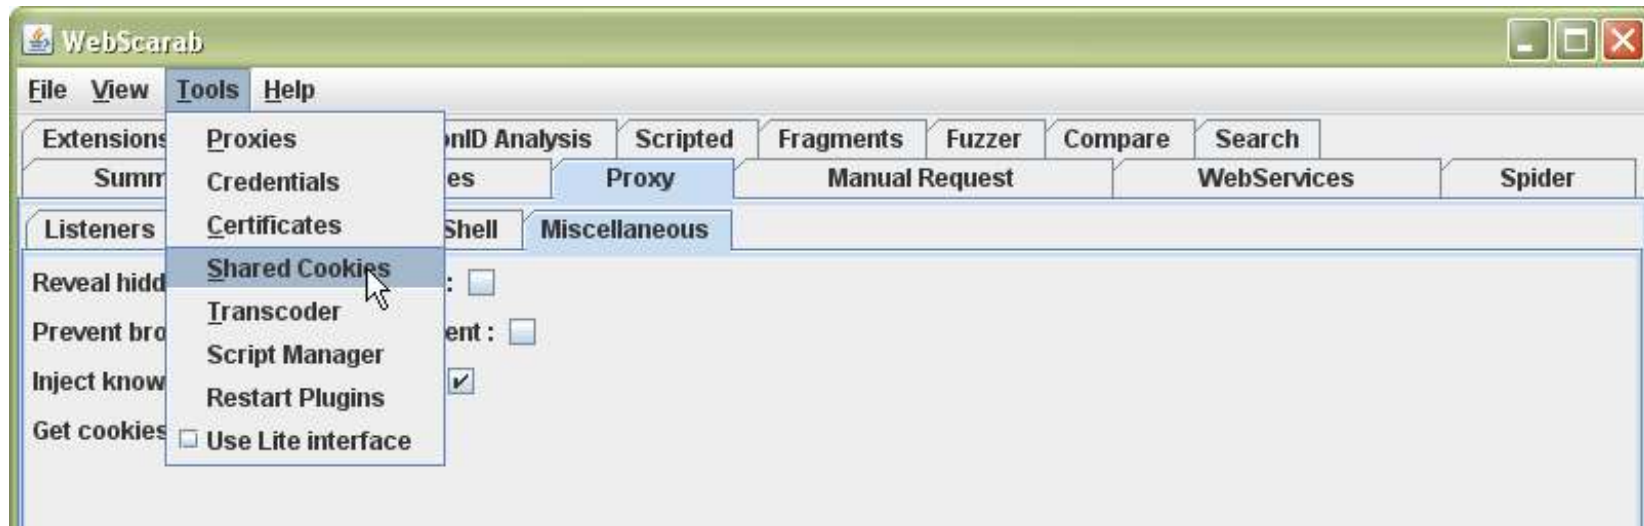 WebScarab
File View Tools Help
Extensions onID Analysis Scripted Fragments Fuzzer Compare Search
Summ es Proxy Manual Request WebServices Spider
Listeners Shell Miscellaneous
Proxies
Credentials
Certificates
Shared Cookies
Transcoder
Script Manager
Restart Plugins
Use Lite interface
Reveal hidd :
Prevent bro ent :
Inject know
Get cookies